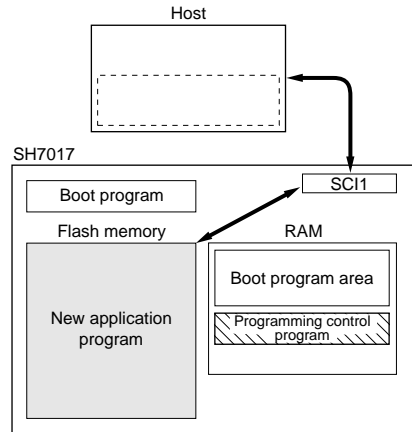 Host
SH7017
SCI1
Boot program
Flash memory
RAM
New application
program
Boot program area
Programming control
program